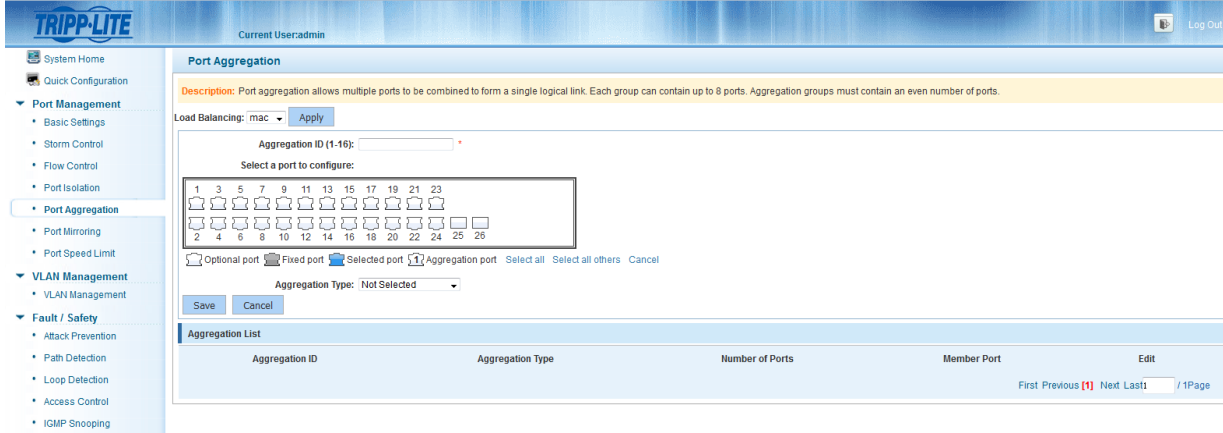 TRIPP·LITE
Current User:admin
Log Out
System Home
Quick Configuration
Port Management
Basic Settings
Storm Control
Flow Control
Port Isolation
Port Aggregation
Port Mirroring
Port Speed Limit
VLAN Management
VLAN Management
Fault / Safety
Attack Prevention
Path Detection
Loop Detection
Access Control
IGMP Snooping
Port Aggregation
Description: Port aggregation allows multiple ports to be combined to form a single logical link. Each group can contain up to 8 ports. Aggregation groups must contain an even number of ports.
Load Balancing: mac Apply
Aggregation ID (1-16): *
Select a port to configure:
1 3 5 7 9 11 13 15 17 19 21 23
2 4 6 8 10 12 14 16 18 20 22 24 25 26
Optional port Fixed port Selected port 1 Aggregation port Select all Select all others Cancel
Aggregation Type: Not Selected
Save Cancel
Aggregation List
Aggregation ID Aggregation Type Number of Ports Member Port Edit
First Previous [1] Next Last 1 / 1Page